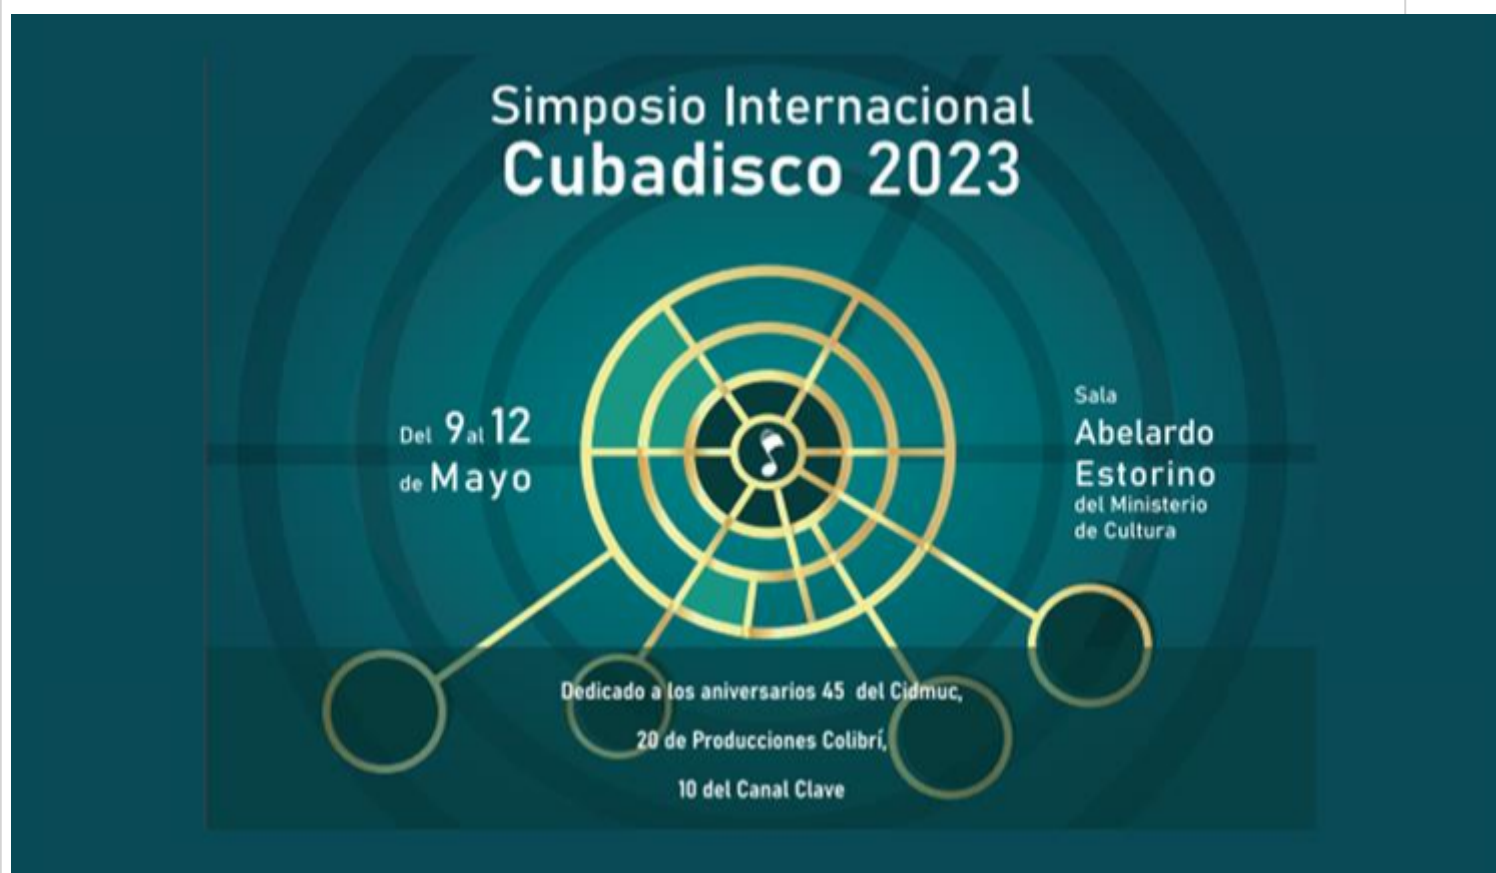 Simposio Internacional
Cubadisco 2023
Del 9 al 12
de Mayo
Sala
Abelardo
Estorino
del Ministerio
de Cultura
Dedicado a los aniversarios 45 del Cidmuc,
20 de Producciones Colibrí,
10 del Canal Clave